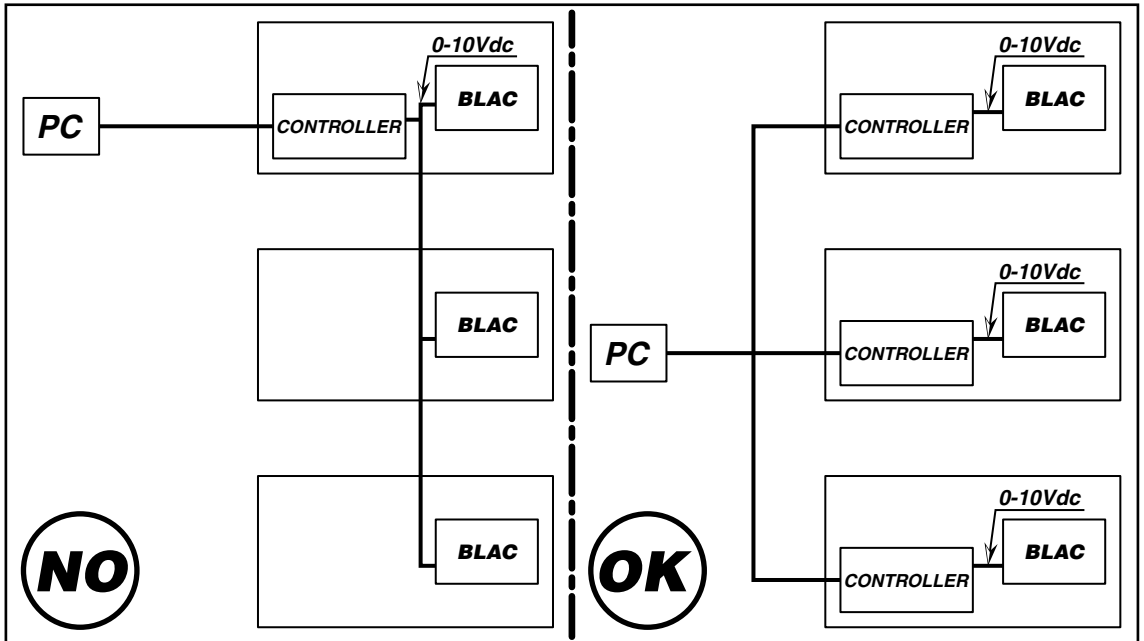 0-10Vdc
BLAC
PC
CONTROLLER
BLAC
BLAC
NO
0-10Vdc
BLAC
CONTROLLER
0-10Vdc
BLAC
PC
CONTROLLER
0-10Vdc
BLAC
CONTROLLER
OK